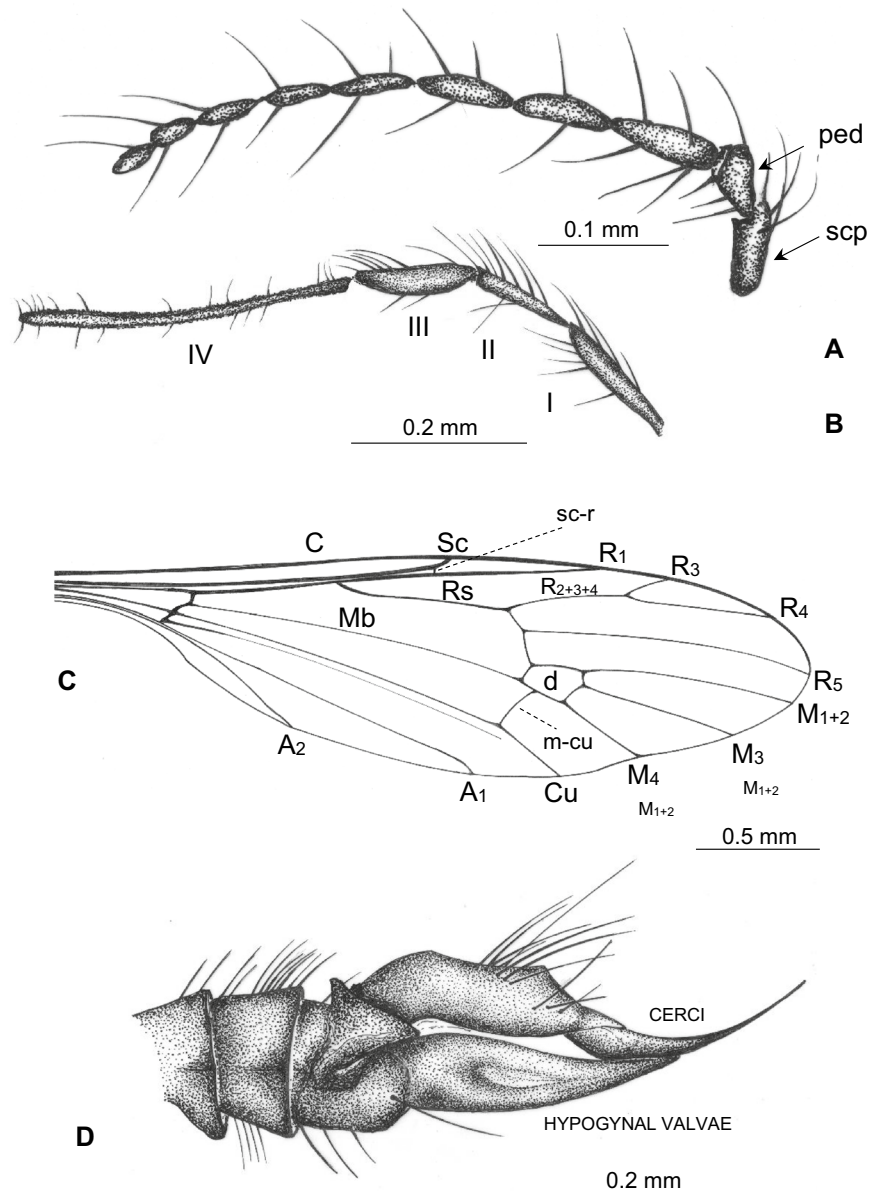 ped
scp
0.1 mm
A
IV
III
II
I
0.2 mm
B
sc-r
C
Sc
R1
R3
Rs
R2+3+4
R4
Mb
d
R5
C
M1+2
m-cu
A2
M3
M4
A1
Cu
M1+2
M1+2
0.5 mm
CERCI
HYPOGYNAL VALVAE
D
0.2 mm